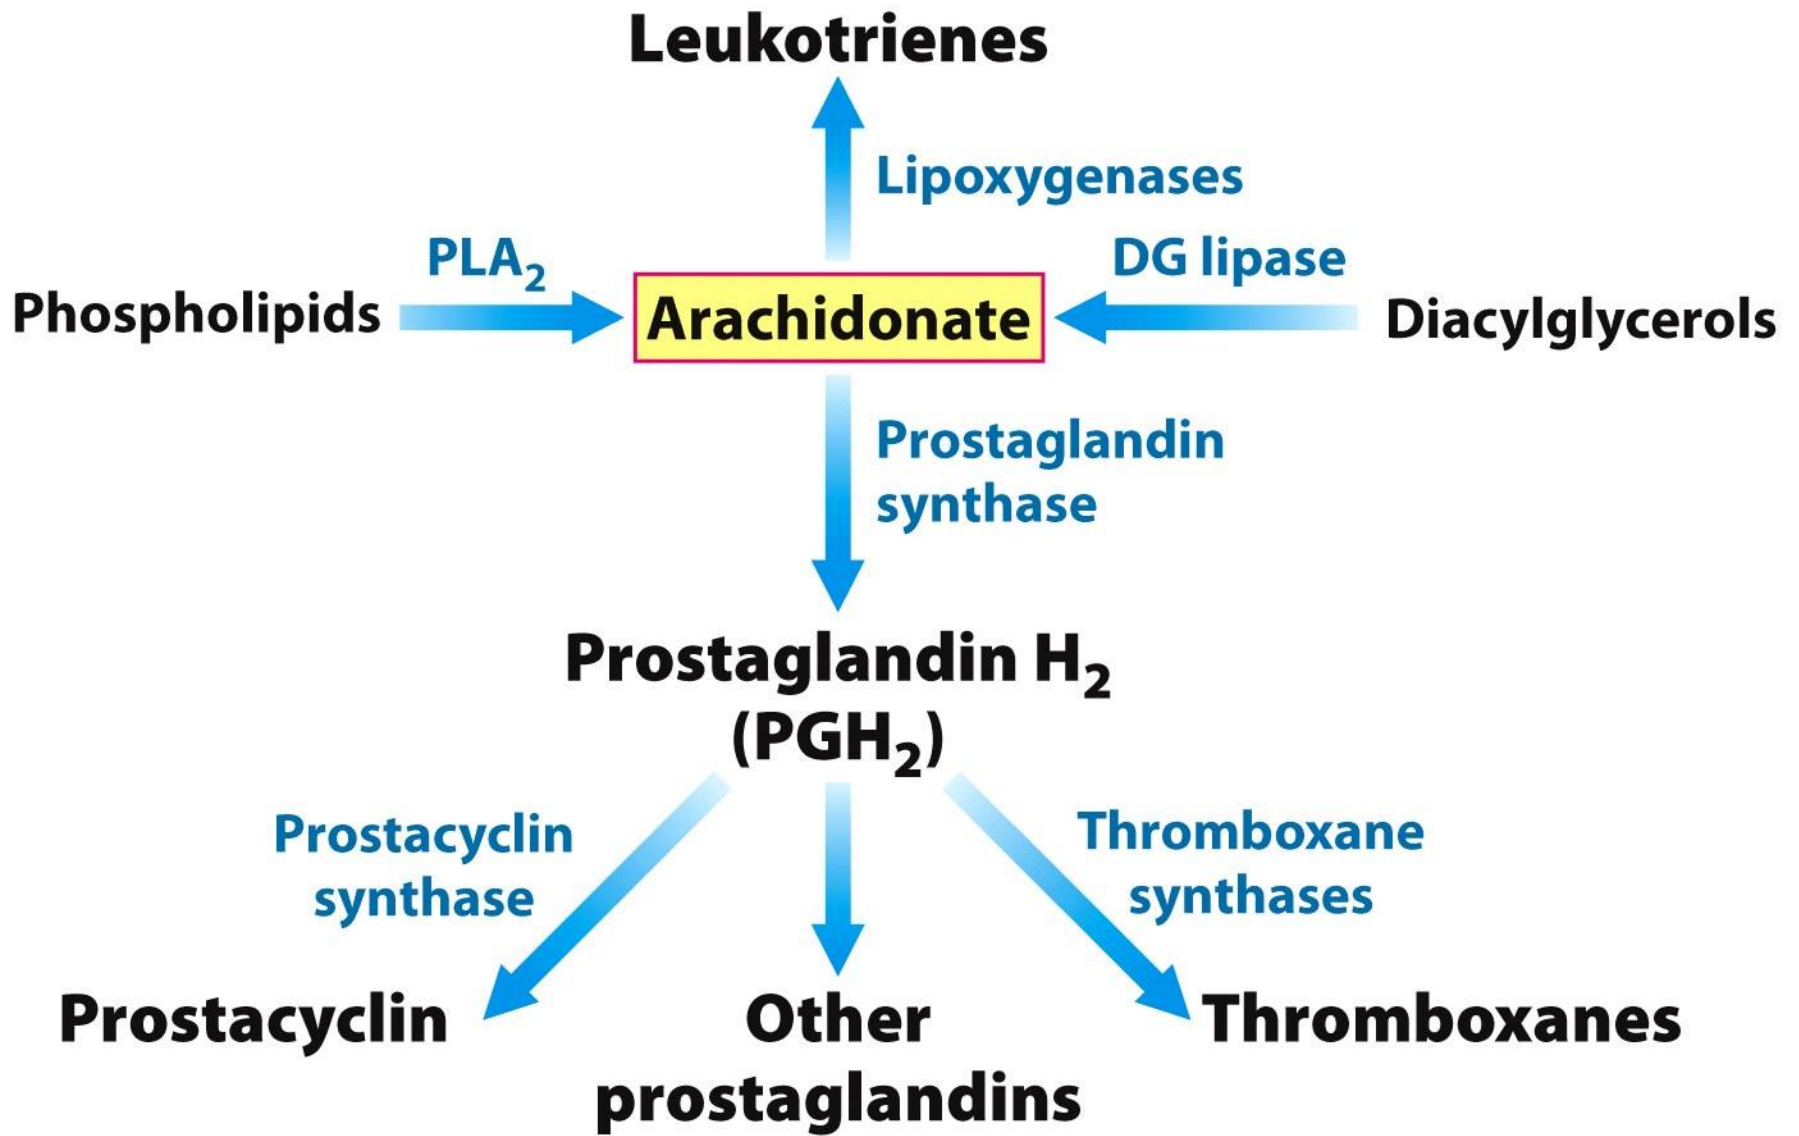 Leukotrienes
Lipoxygenases
PLA₂
DG lipase
Phospholipids
Arachidonate
Diacylglycerols
Prostaglandin
synthase
Prostaglandin H₂
(PGH₂)
Prostacyclin
synthase
Thromboxane
synthases
Prostacyclin
Other
prostaglandins
Thromboxanes